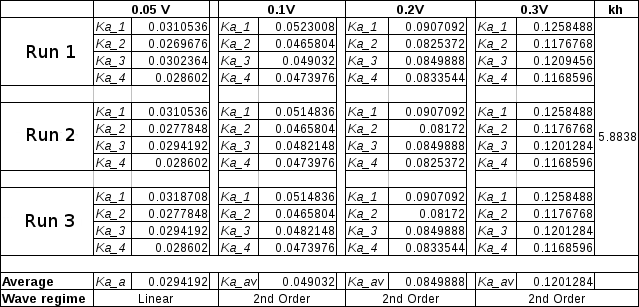 0.05 V 0.1V 0.2V 0.3V kh
Ka_1 0.0310536 Ka_1 0.0523008 Ka_1 0.0907092 Ka_1 0.1258488
Run 1 Ka_2 0.0269676 Ka_2 0.0465804 Ka_2 0.0825372 Ka_2 0.1176768
Ka_3 0.0302364 Ka_3 0.049032 Ka_3 0.0849888 Ka_3 0.1209456
Ka_4 0.028602 Ka_4 0.0473976 Ka_4 0.0833544 Ka_4 0.1168596
Ka_1 0.0310536 Ka_1 0.0514836 Ka_1 0.0907092 Ka_1 0.1258488
Run 2 Ka_2 0.0277848 Ka_2 0.0465804 Ka_2 0.08172 Ka_2 0.1176768 5.8838
Ka_3 0.0294192 Ka_3 0.0482148 Ka_3 0.0849888 Ka_3 0.1201284
Ka_4 0.028602 Ka_4 0.0473976 Ka_4 0.0825372 Ka_4 0.1168596
Ka_1 0.0318708 Ka_1 0.0514836 Ka_1 0.0907092 Ka_1 0.1258488
Run 3 Ka_2 0.0277848 Ka_2 0.0465804 Ka_2 0.08172 Ka_2 0.1176768
Ka_3 0.0294192 Ka_3 0.0482148 Ka_3 0.0849888 Ka_3 0.1201284
Ka_4 0.028602 Ka_4 0.0473976 Ka_4 0.0833544 Ka_4 0.1168596
Average Ka_a 0.0294192 Ka_av 0.049032 Ka_av 0.0849888 Ka_av 0.1201284
Wave regime Linear 2nd Order 2nd Order 2nd Order